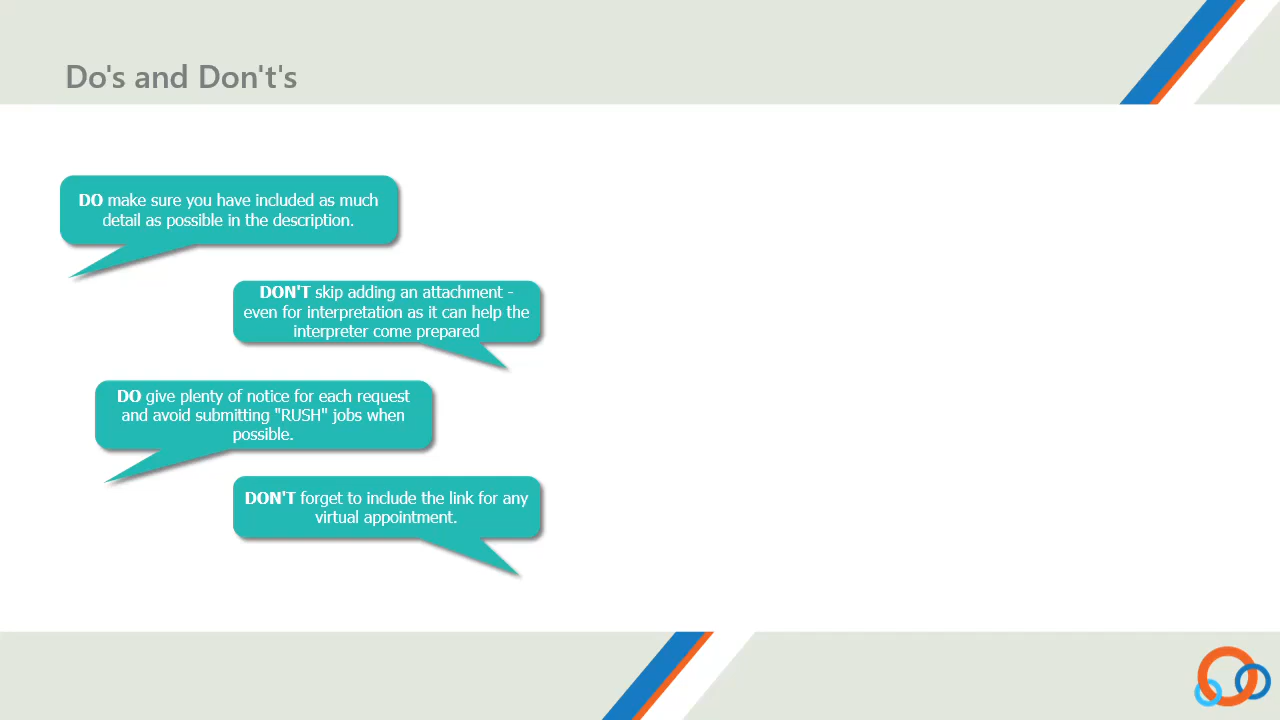 Do's and Don't's
DO make sure you have included as much
detail as possible in the description.
DON'T skip adding an attachment -
even for interpretation as it can help the
interpreter come prepared
DO give plenty of notice for each request
and avoid submitting "RUSH" jobs when
possible.
DON'T forget to include the link for any
virtual appointment.